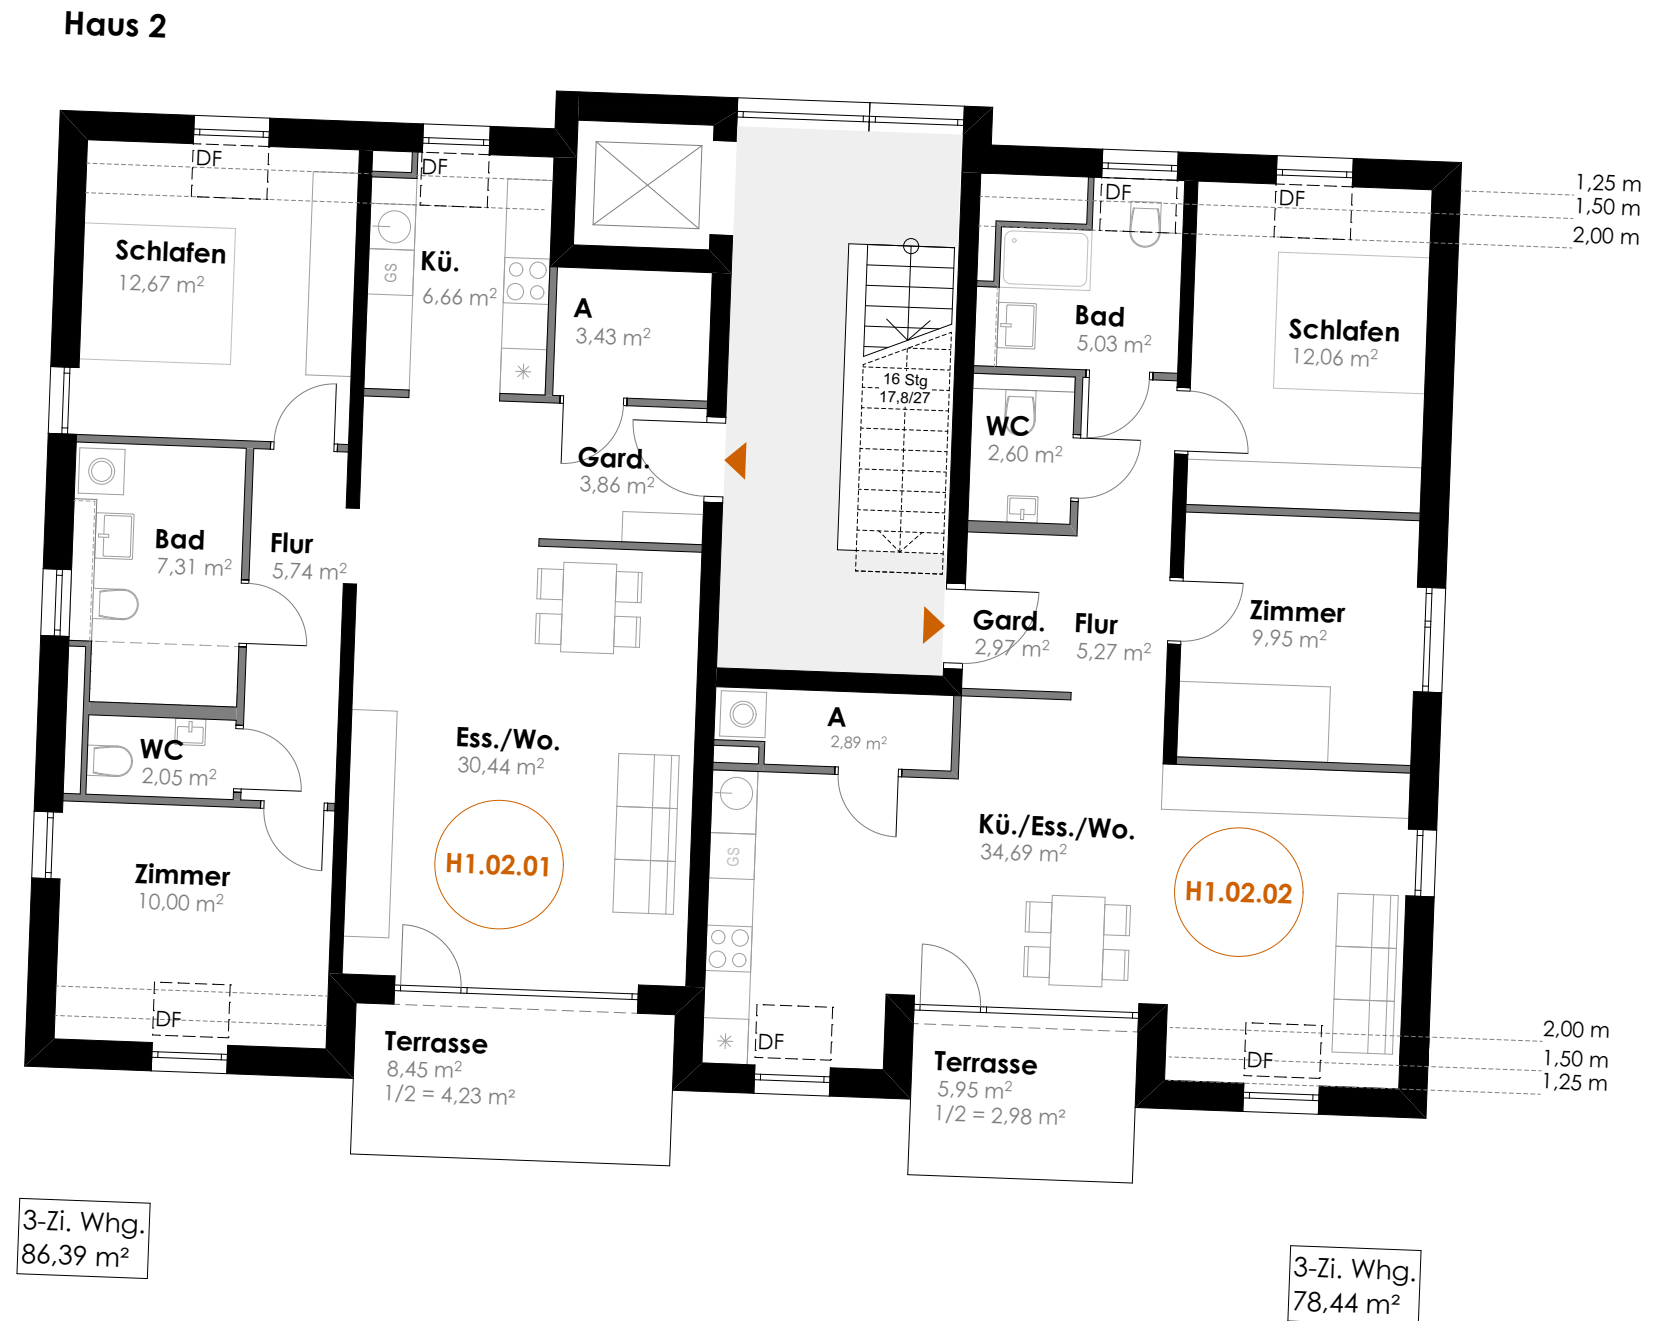 Haus 2
DF
DF
DF
DF
1,25 m
1,50 m
2,00 m
Schlafen
12,67 m²
Kü.
6,66 m²
GS
A
3,43 m²
Bad
5,03 m²
Schlafen
12,06 m²
16 Stg
17,8/27
WC
2,60 m²
Gard.
3,86 m²
Bad
7,31 m²
Flur
5,74 m²
Gard.
2,97 m²
Flur
5,27 m²
Zimmer
9,95 m²
WC
2,05 m²
Ess./Wo.
30,44 m²
A
2,89 m²
Kü./Ess./Wo.
34,69 m²
GS
H1.02.01
H1.02.02
Zimmer
10,00 m²
DF
DF
DF
2,00 m
1,50 m
1,25 m
Terrasse
8,45 m²
1/2 = 4,23 m²
Terrasse
5,95 m²
1/2 = 2,98 m²
3-Zi. Whg.
86,39 m²
3-Zi. Whg.
78,44 m²